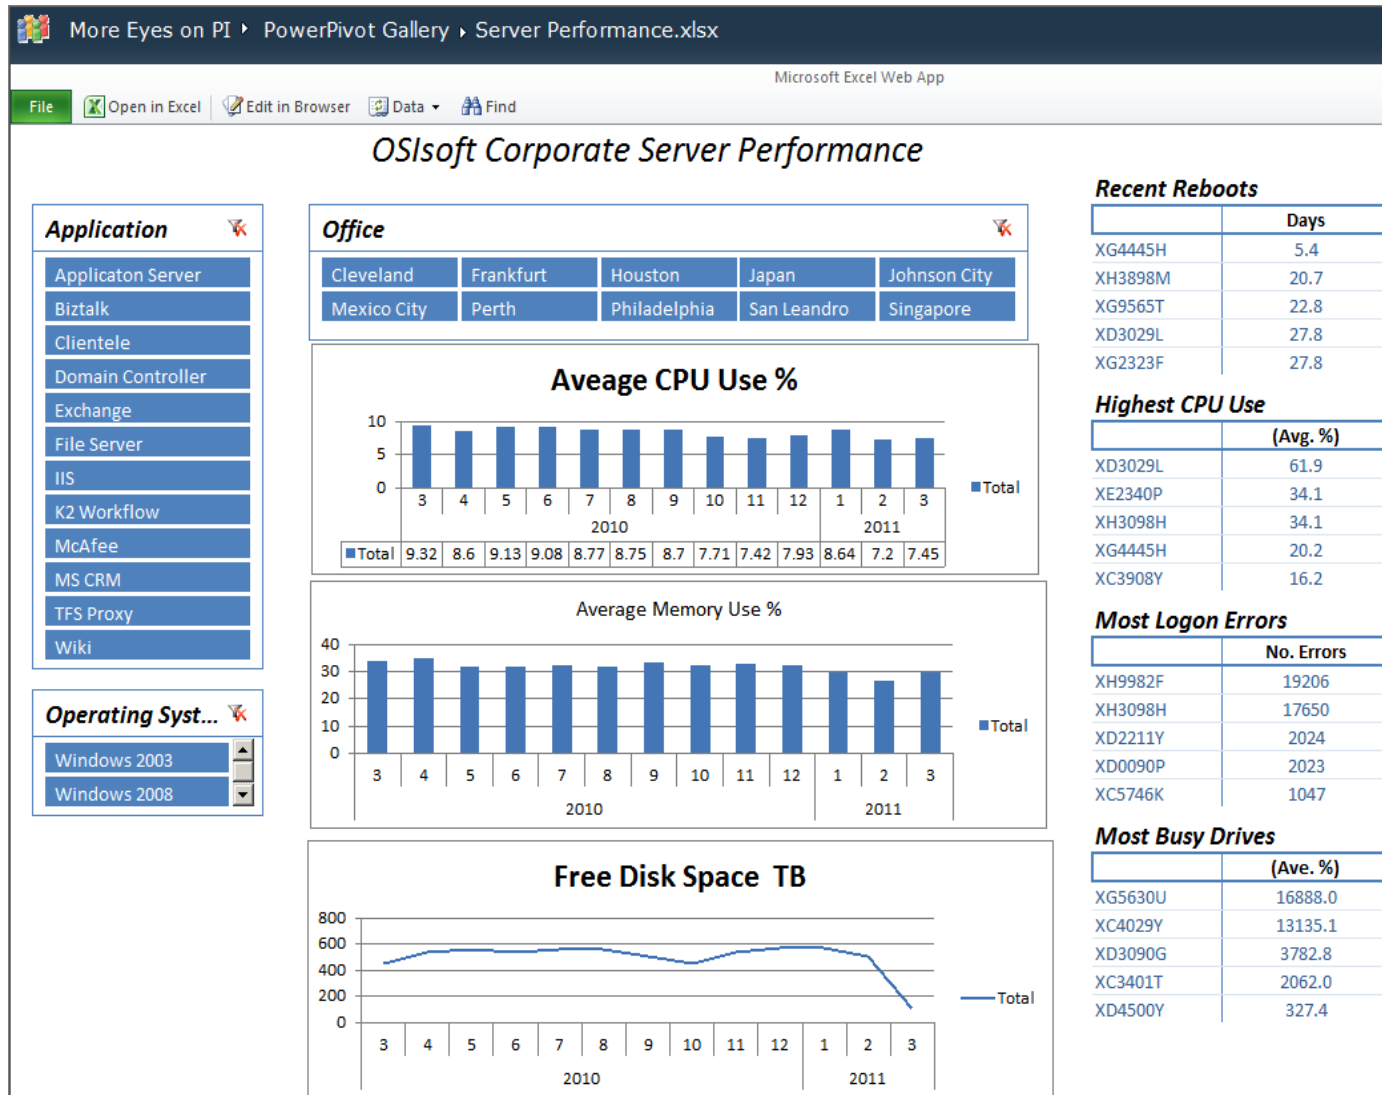 More Eyes on PI ▸ PowerPivot Gallery ▸ Server Performance.xlsx
Microsoft Excel Web App
File Open in Excel Edit in Browser Data Find
OSIsoft Corporate Server Performance
Application
Applicaton Server
Biztalk
Clientele
Domain Controller
Exchange
File Server
IIS
K2 Workflow
McAfee
MS CRM
TFS Proxy
Wiki
Operating Syst...
Windows 2003
Windows 2008
Office
Cleveland Frankfurt Houston Japan Johnson City
Mexico City Perth Philadelphia San Leandro Singapore
Aveage CPU Use %
10
5
0
3 4 5 6 7 8 9 10 11 12 1 2 3
2010 2011
Total 9.32 8.6 9.13 9.08 8.77 8.75 8.7 7.71 7.42 7.93 8.64 7.2 7.45
Total
Average Memory Use %
40
30
20
10
0
3 4 5 6 7 8 9 10 11 12 1 2 3
2010 2011
Total
Free Disk Space TB
800
600
400
200
0
3 4 5 6 7 8 9 10 11 12 1 2 3
2010 2011
Total
Recent Reboots
Days
XG4445H 5.4
XH3898M 20.7
XG9565T 22.8
XD3029L 27.8
XG2323F 27.8
Highest CPU Use
(Avg. %)
XD3029L 61.9
XE2340P 34.1
XH3098H 34.1
XG4445H 20.2
XC3908Y 16.2
Most Logon Errors
No. Errors
XH9982F 19206
XH3098H 17650
XD2211Y 2024
XD0090P 2023
XC5746K 1047
Most Busy Drives
(Ave. %)
XG5630U 16888.0
XC4029Y 13135.1
XD3090G 3782.8
XC3401T 2062.0
XD4500Y 327.4